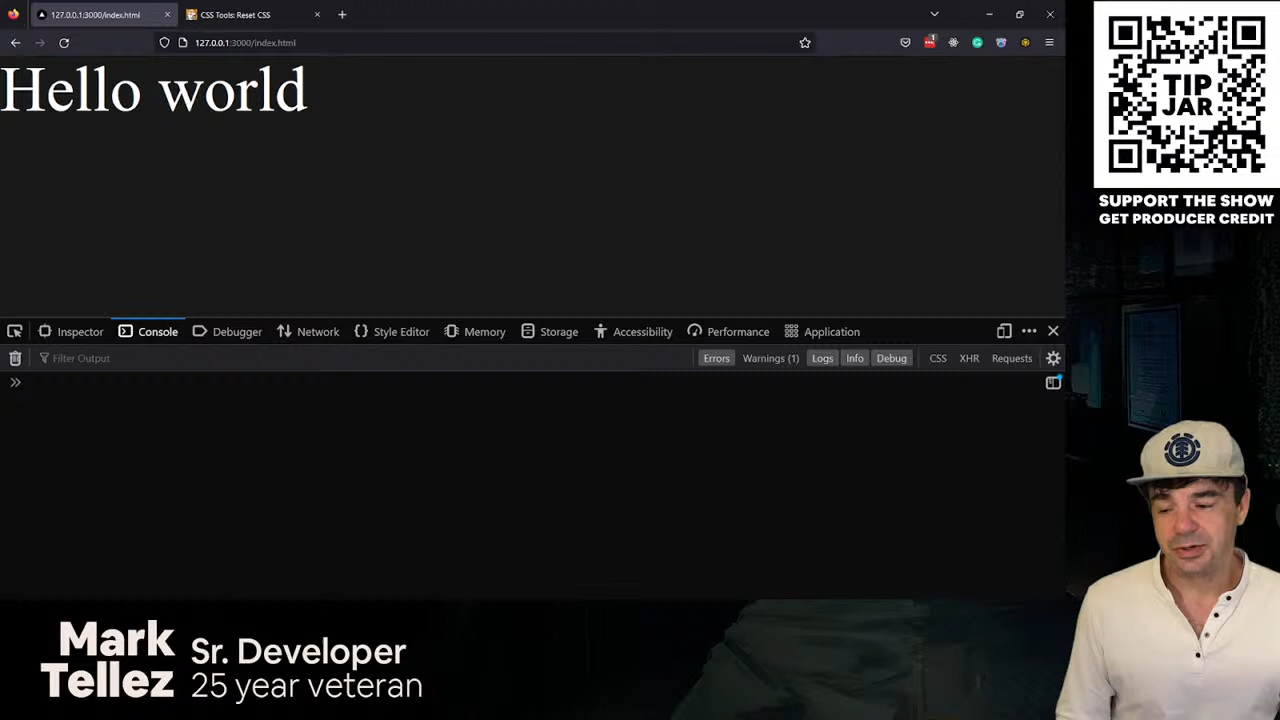 127.0.0.1:3000/index.html
CSS Tools: Reset CSS
127.0.0.1:3000/index.html
1
Hello world
Inspector Console Debugger Network Style Editor Memory Storage Accessibility Performance Application
Filter Output Errors Warnings (1) Logs Info Debug CSS XHR Requests
TIP
JAR
SUPPORT THE SHOW
GET PRODUCER CREDIT
Mark
Tellez
Sr. Developer
25 year veteran